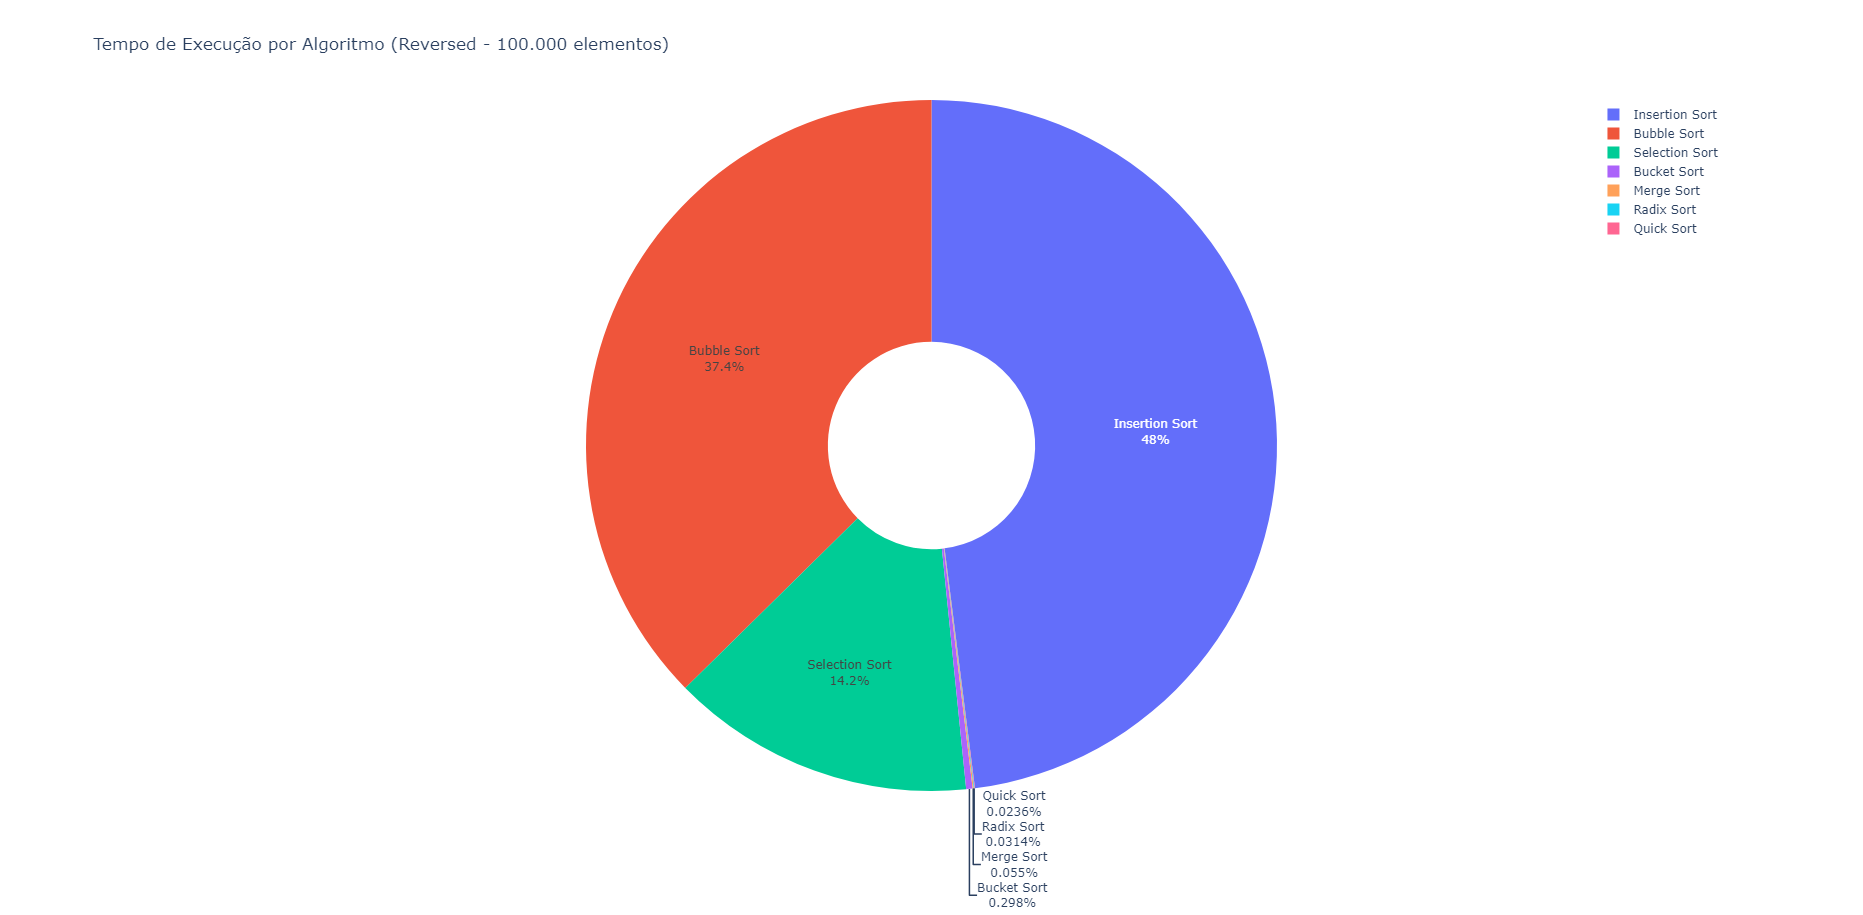 Tempo de Execução por Algoritmo (Reversed - 100.000 elementos)
Insertion Sort
Bubble Sort
Selection Sort
Bucket Sort
Merge Sort
Radix Sort
Quick Sort
Bubble Sort
37.4%
Insertion Sort
48%
Selection Sort
14.2%
Quick Sort
0.0236%
Radix Sort
0.0314%
Merge Sort
0.055%
Bucket Sort
0.298%